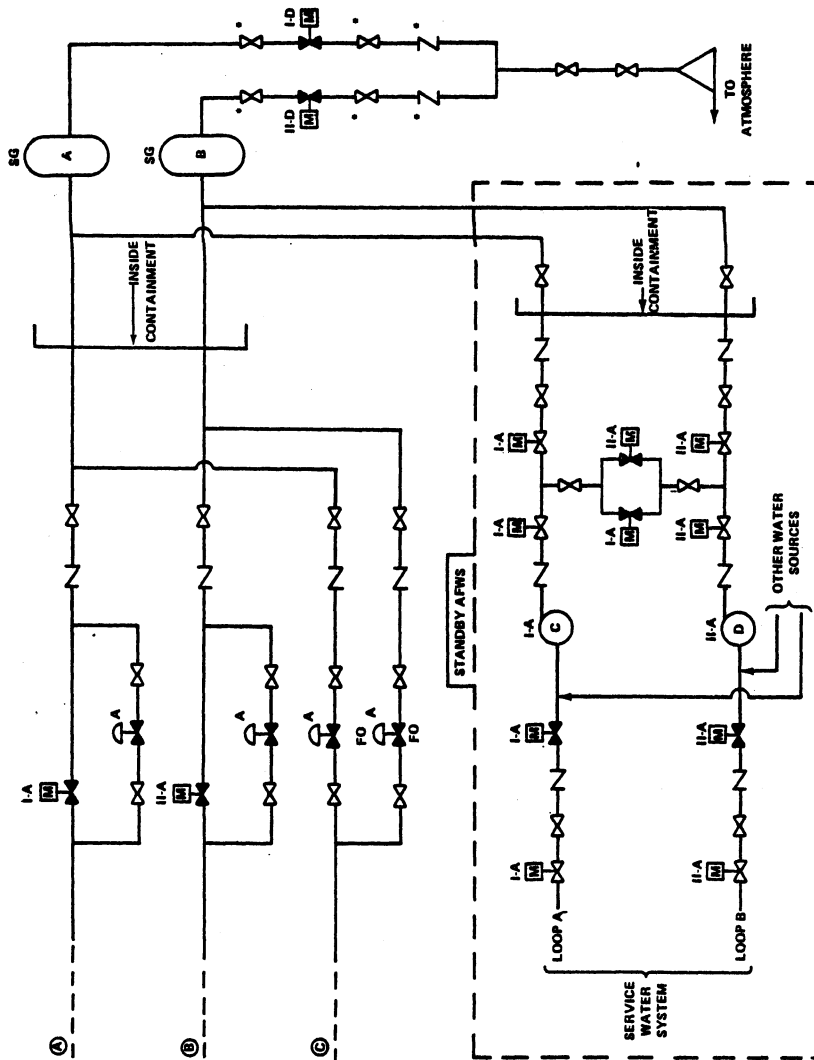 SG
A
SG
B
I-D
M
II-D
M
TO
ATMOSPHERE
INSIDE
CONTAINMENT
I-A
M
A
II-A
M
A
A
FO
A
FO
Ⓐ
Ⓑ
Ⓒ
STANDBY AFWS
INSIDE
CONTAINMENT
I-A
M
I-A
M
II-A
M
I-A
M
II-A
M
II-A
M
I-A
C
II-A
D
OTHER WATER
SOURCES
I-A
M
II-A
M
I-A
M
II-A
M
LOOP A
LOOP B
SERVICE
WATER
SYSTEM